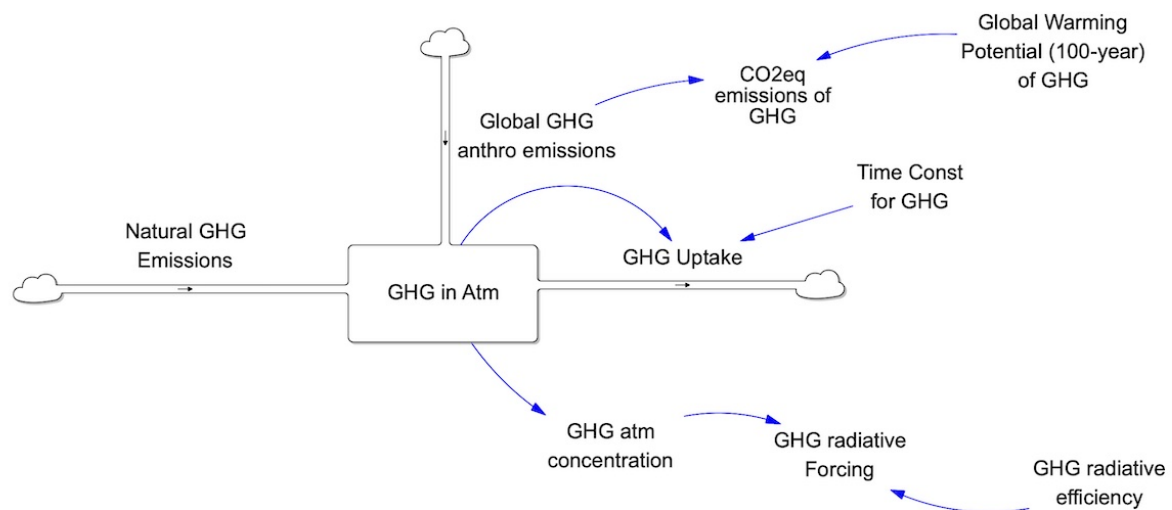 Global Warming
Potential (100-year)
of GHG
CO2eq
emissions of
GHG
Global GHG
anthro emissions
Time Const
for GHG
Natural GHG
Emissions
GHG Uptake
GHG in Atm
GHG atm
concentration
GHG radiative
Forcing
GHG radiative
efficiency